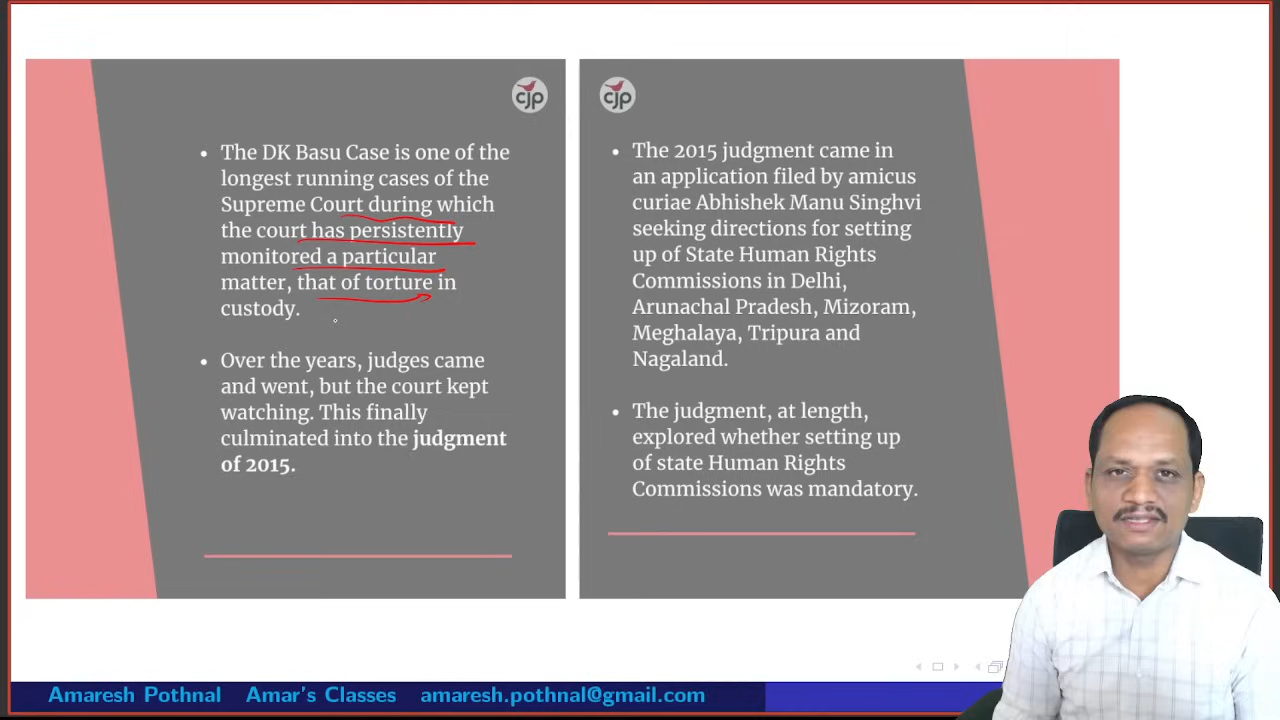 cjp
• The DK Basu Case is one of the
longest running cases of the
Supreme Court during which
the court has persistently
monitored a particular
matter, that of torture in
custody.
• Over the years, judges came
and went, but the court kept
watching. This finally
culminated into the judgment
of 2015.
cjp
• The 2015 judgment came in
an application filed by amicus
curiae Abhishek Manu Singhvi
seeking directions for setting
up of State Human Rights
Commissions in Delhi,
Arunachal Pradesh, Mizoram,
Meghalaya, Tripura and
Nagaland.
• The judgment, at length,
explored whether setting up
of state Human Rights
Commissions was mandatory.
Amaresh Pothnal Amar's Classes amaresh.pothnal@gmail.com